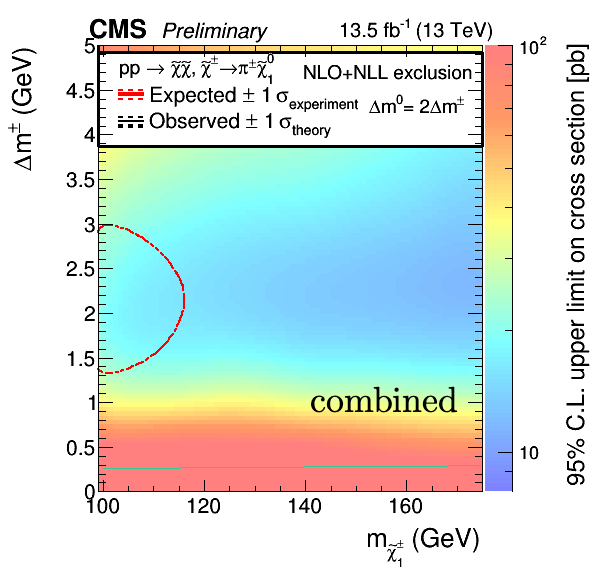 CMS Preliminary 13.5 fb⁻¹ (13 TeV)
pp → χ̃χ̃, χ̃±→π±χ̃⁰₁ NLO+NLL exclusion
Expected ± 1 σexperiment Δm⁰= 2Δm±
Observed ± 1 σtheory
Δm± (GeV)
5
4.5
4
3.5
3
2.5
2
1.5
1
0.5
0
combined
100 120 140 160
mχ̃±₁ (GeV)
10²
10
95% C.L. upper limit on cross section [pb]